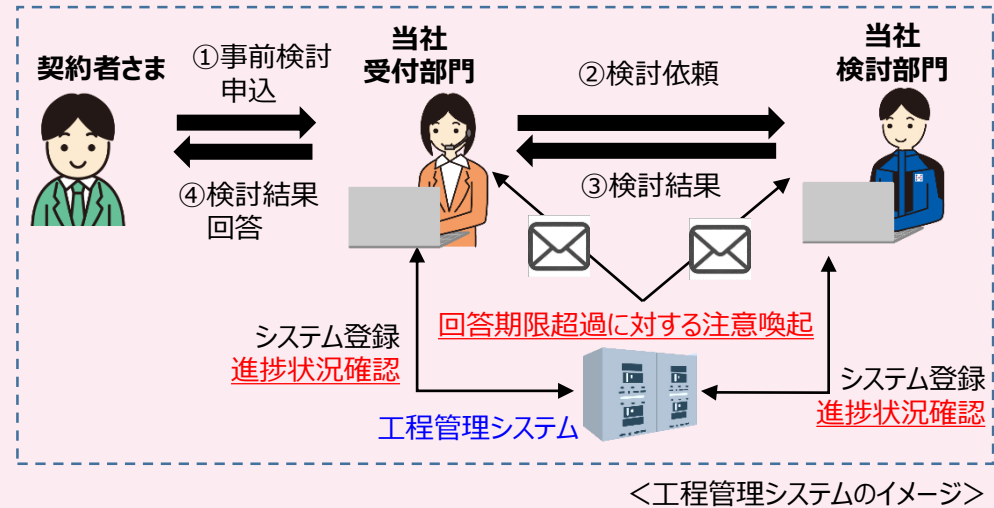 契約者さま
①事前検討
申込
当社
受付部門
②検討依頼
当社
検討部門
④検討結果
回答
③検討結果
回答期限超過に対する注意喚起
システム登録
進捗状況確認
工程管理システム
システム登録
進捗状況確認
＜工程管理システムのイメージ＞